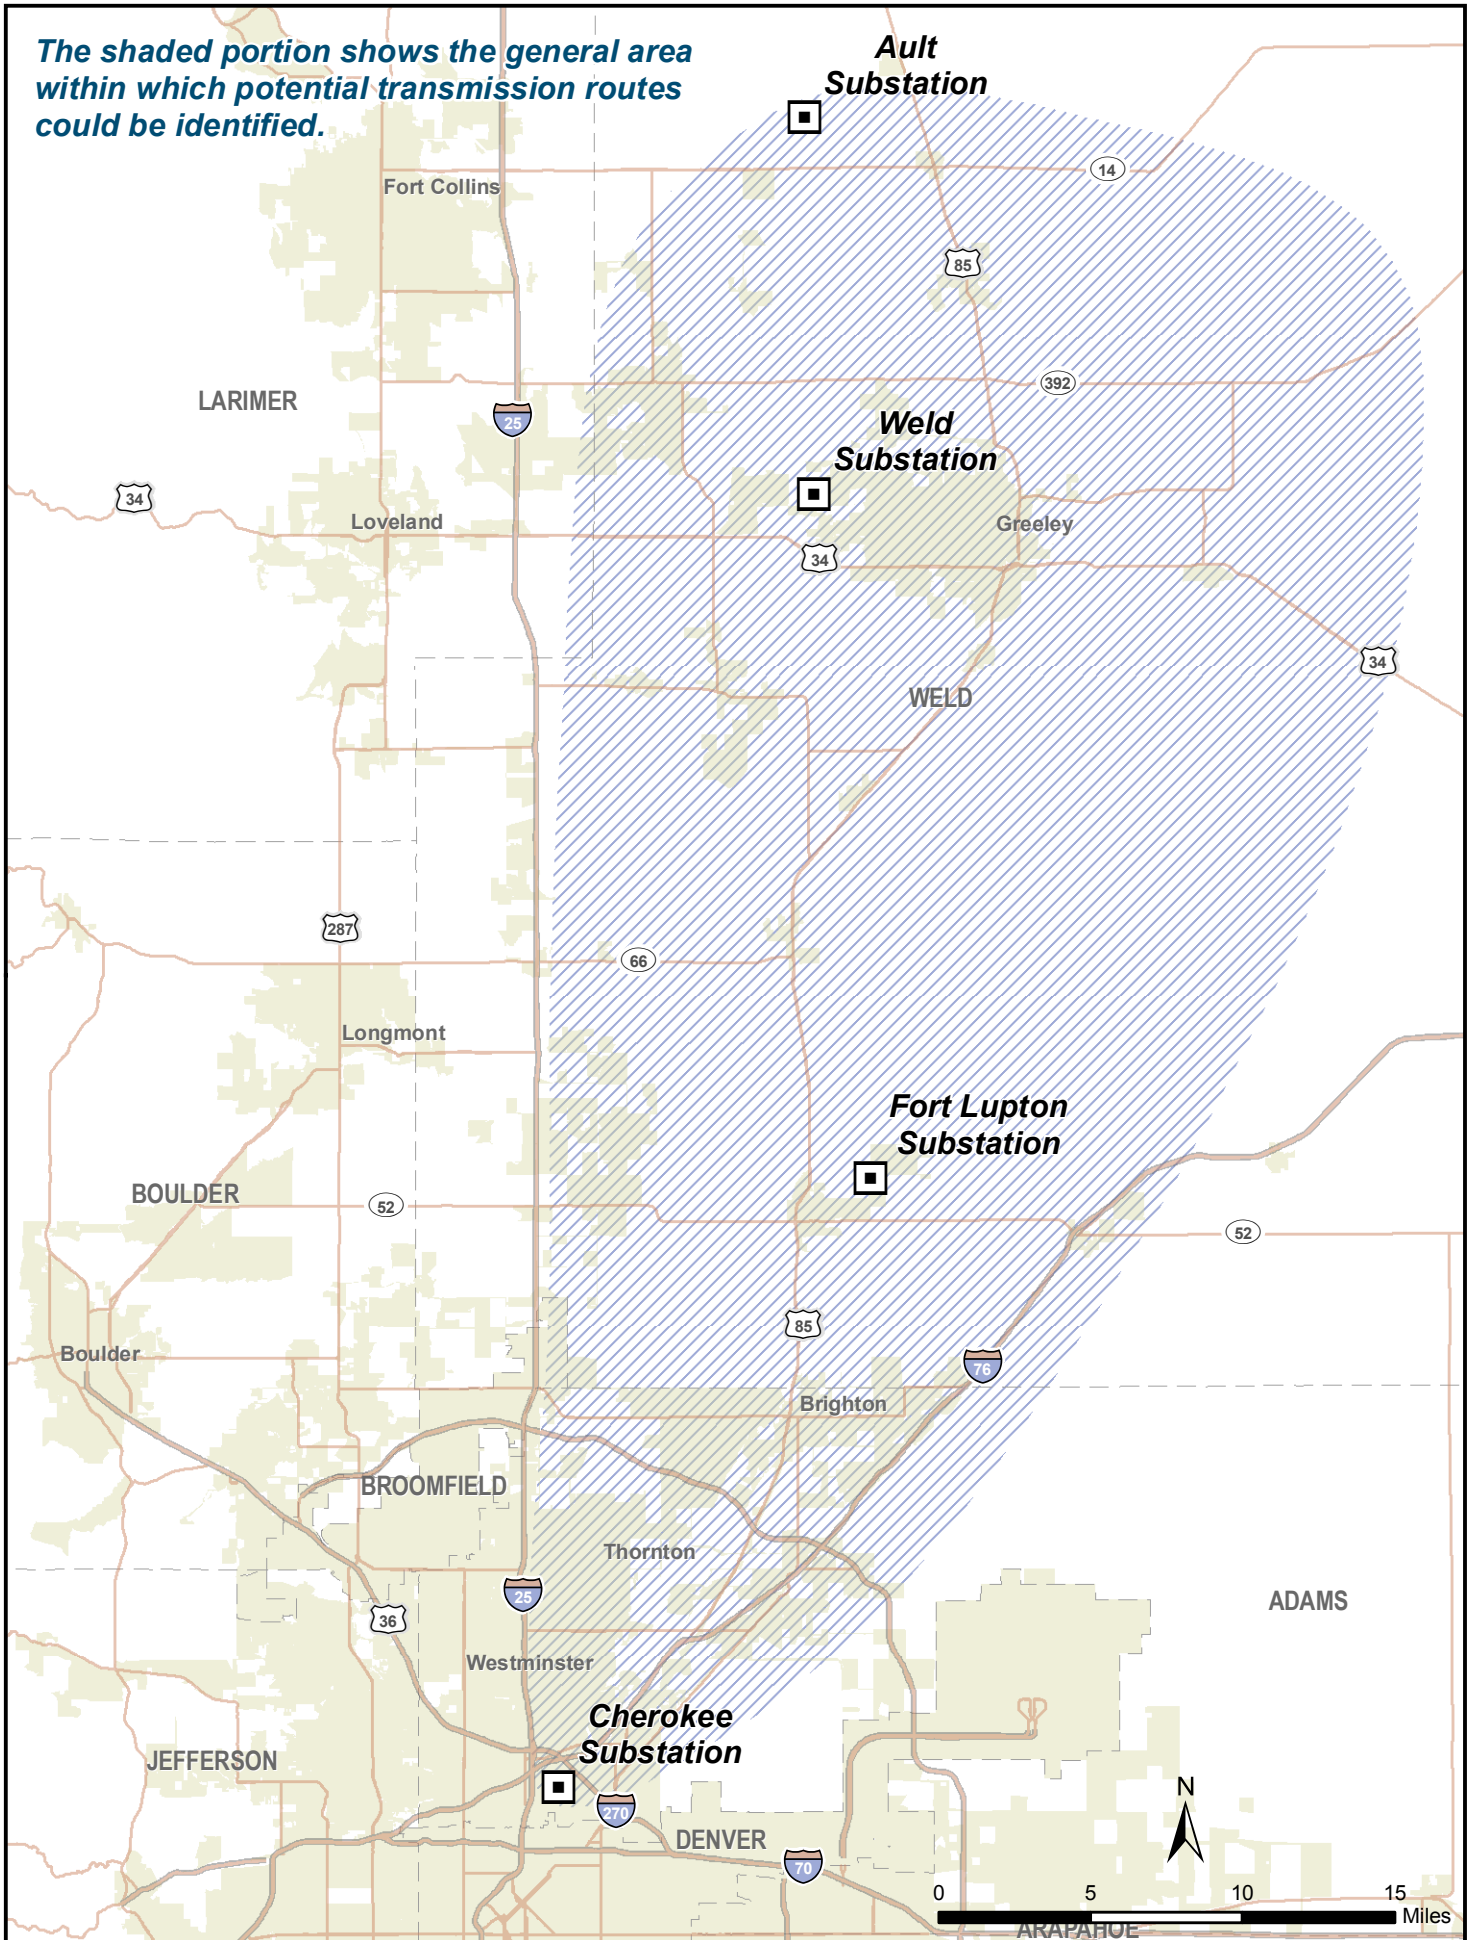 The shaded portion shows the general area
within which potential transmission routes
could be identified.
Ault
Substation
14
Fort Collins
85
392
LARIMER
25
Weld
Substation
34
Loveland
Greeley
34
34
WELD
287
66
Longmont
Fort Lupton
Substation
BOULDER
52
52
85
Boulder
76
Brighton
BROOMFIELD
Thornton
25
36
ADAMS
Westminster
Cherokee
Substation
JEFFERSON
N
270
DENVER
70
0 5 10 15
Miles
ARAPAHOE